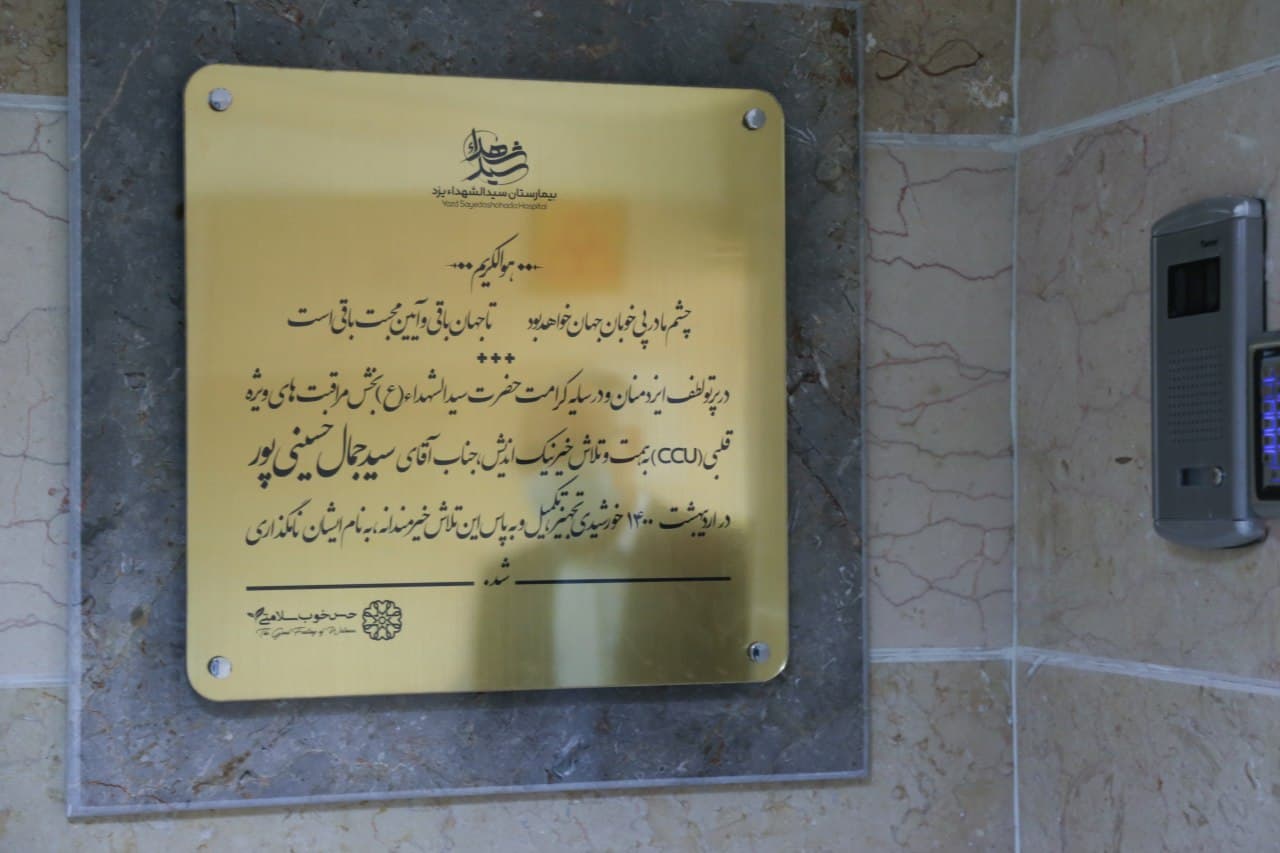 سیدالشهداء
بیمارستان سیدالشهداء یزد
Yazd Sayedoshohada Hospital
هوالکریم
چشم ما در پی خوبان جهان خواهد بود تا جهان باقی و آیین محبت باقی است
+++
در پرتو لطف ایزد منان و در سایه کرامت حضرت سیدالشهداء (ع) بخش مراقبت های ویژه
قلبی (CCU) به همت و تلاش خیر نیک اندیش، جناب آقای سید جمال حسینی پور
در اردیبهشت ۱۴۰۰ خورشیدی تجهیز، تکمیل و به پاس این تلاش خیرمندانه، به نام ایشان نامگذاری
شد.
حس خوب سلامتی
The Good Feeling of Wellness